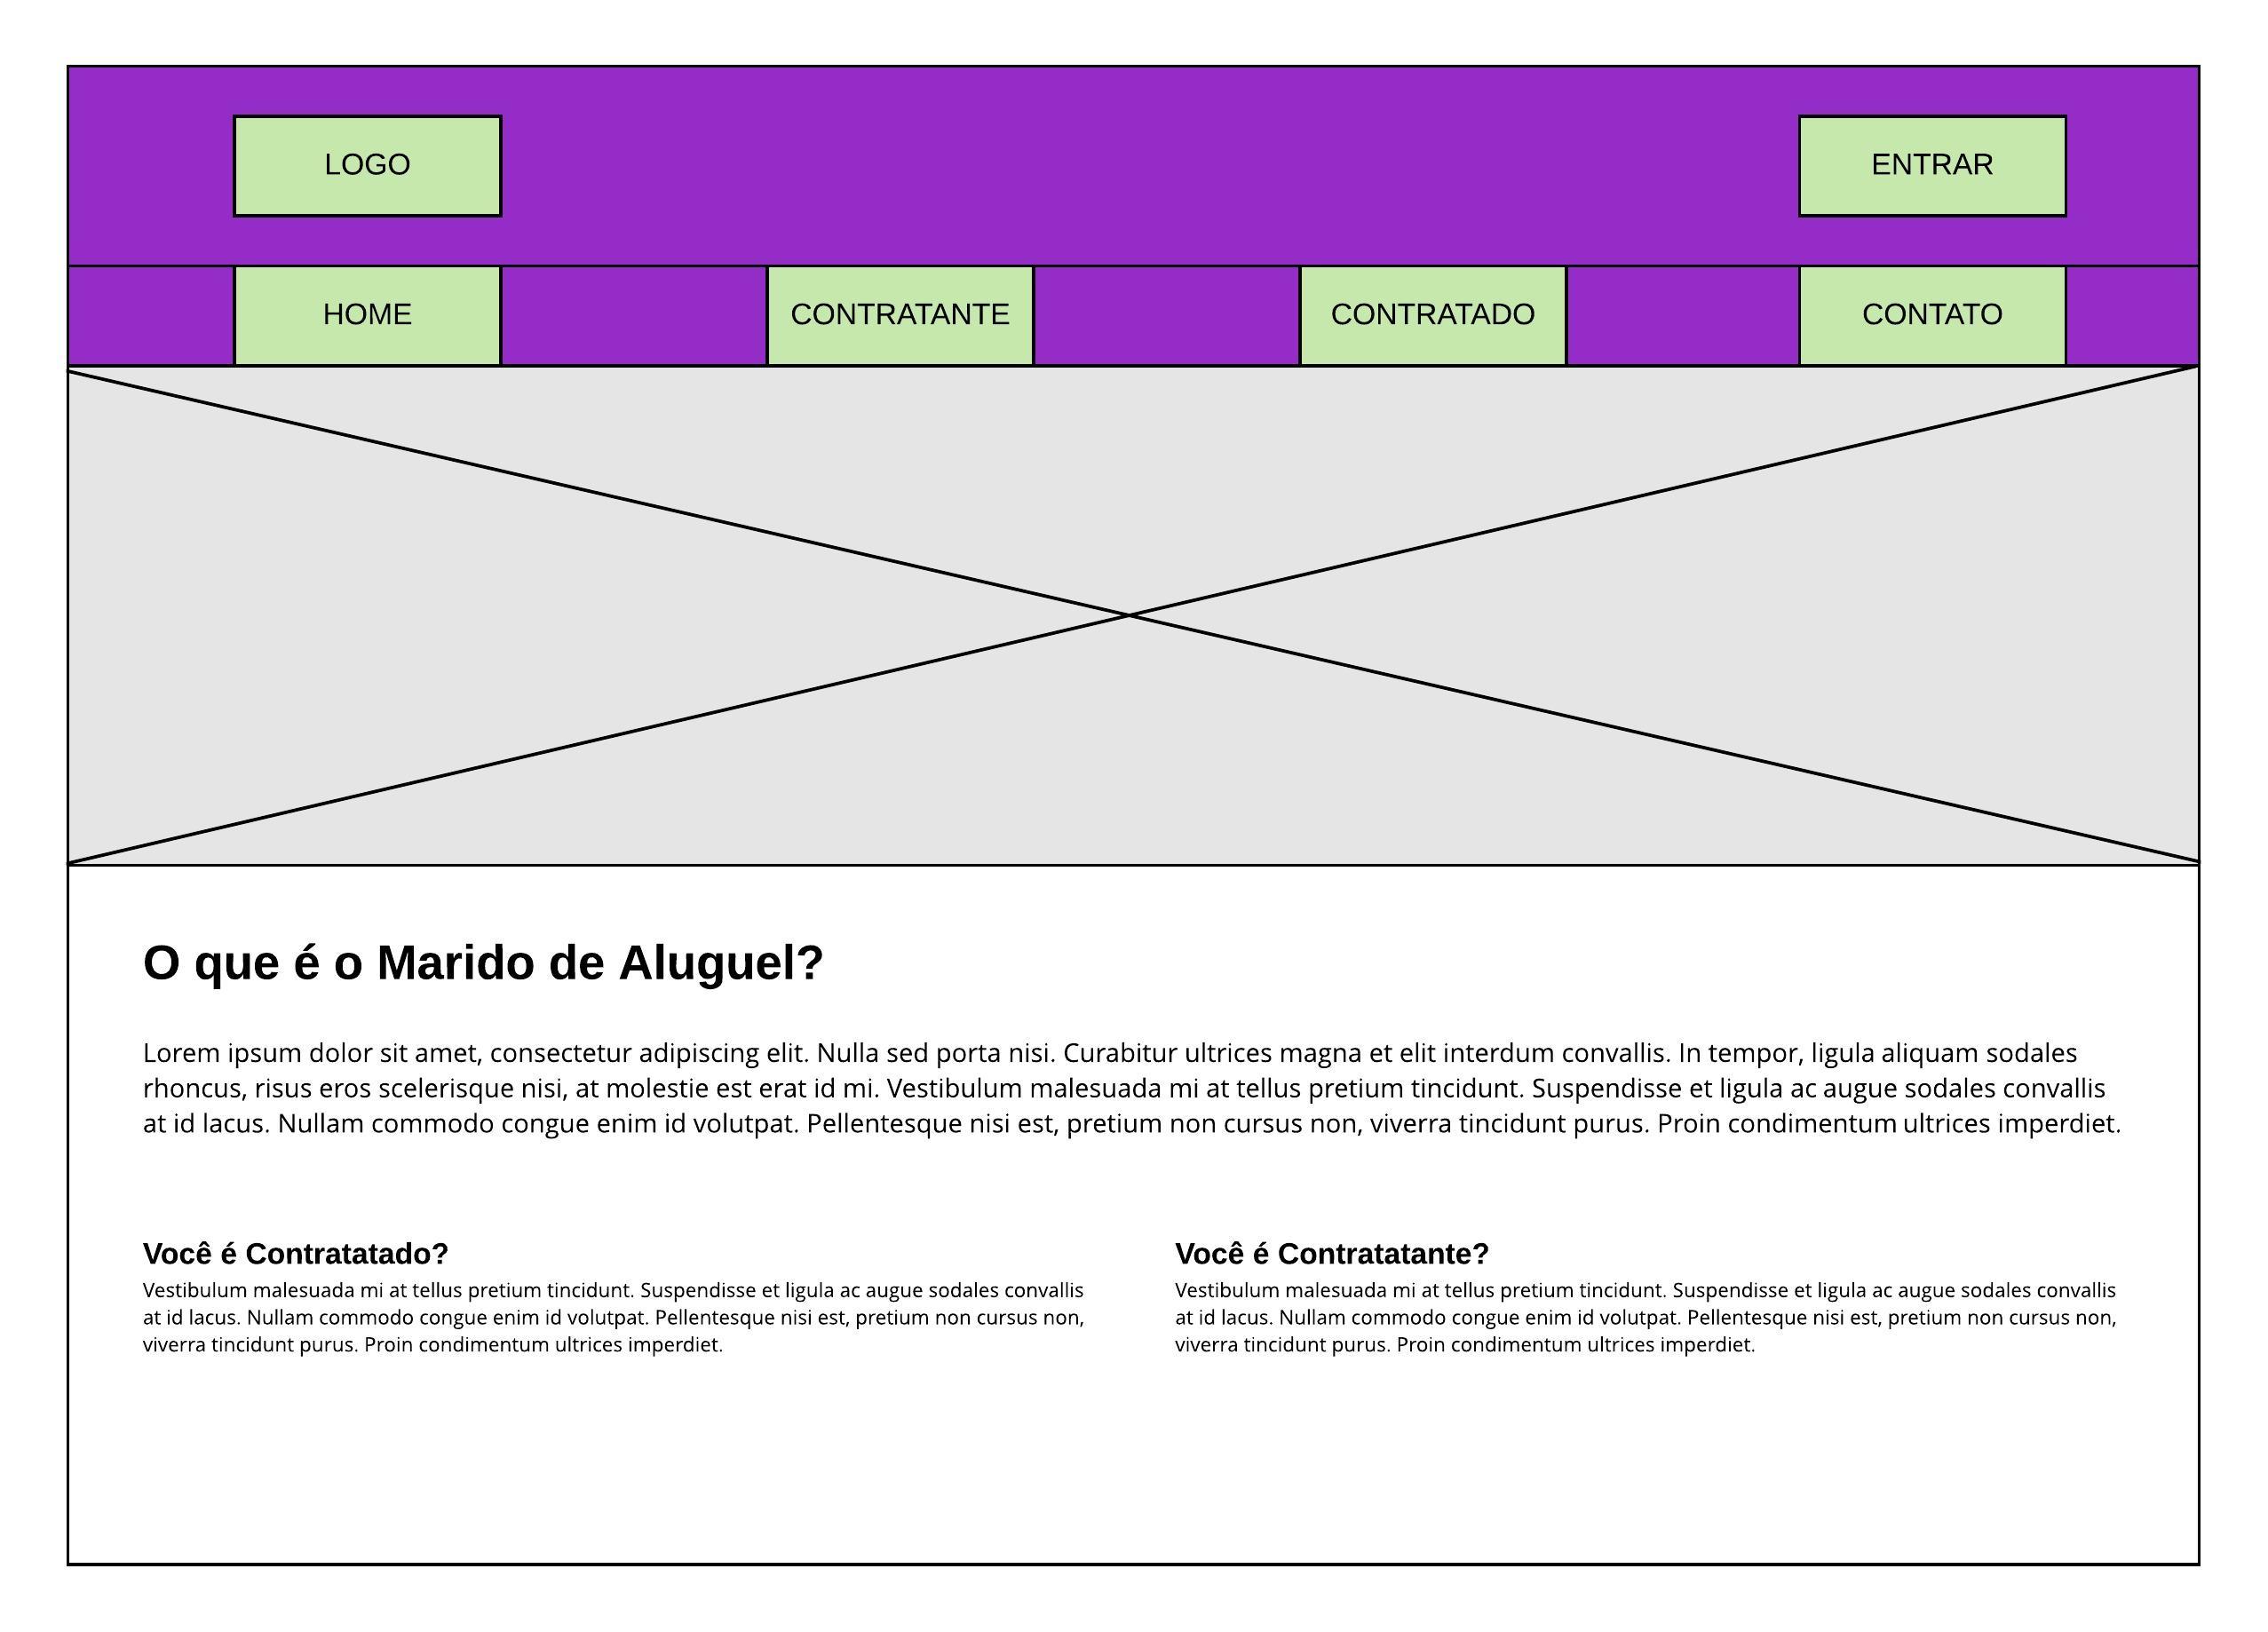 LOGO
ENTRAR
HOME
CONTRATANTE
CONTRATADO
CONTATO
O que é o Marido de Aluguel?
Lorem ipsum dolor sit amet, consectetur adipiscing elit. Nulla sed porta nisi. Curabitur ultrices magna et elit interdum convallis. In tempor, ligula aliquam sodales
rhoncus, risus eros scelerisque nisi, at molestie est erat id mi. Vestibulum malesuada mi at tellus pretium tincidunt. Suspendisse et ligula ac augue sodales convallis
at id lacus. Nullam commodo congue enim id volutpat. Pellentesque nisi est, pretium non cursus non, viverra tincidunt purus. Proin condimentum ultrices imperdiet.
Você é Contratatado?
Vestibulum malesuada mi at tellus pretium tincidunt. Suspendisse et ligula ac augue sodales convallis
at id lacus. Nullam commodo congue enim id volutpat. Pellentesque nisi est, pretium non cursus non,
viverra tincidunt purus. Proin condimentum ultrices imperdiet.
Você é Contratatante?
Vestibulum malesuada mi at tellus pretium tincidunt. Suspendisse et ligula ac augue sodales convallis
at id lacus. Nullam commodo congue enim id volutpat. Pellentesque nisi est, pretium non cursus non,
viverra tincidunt purus. Proin condimentum ultrices imperdiet.